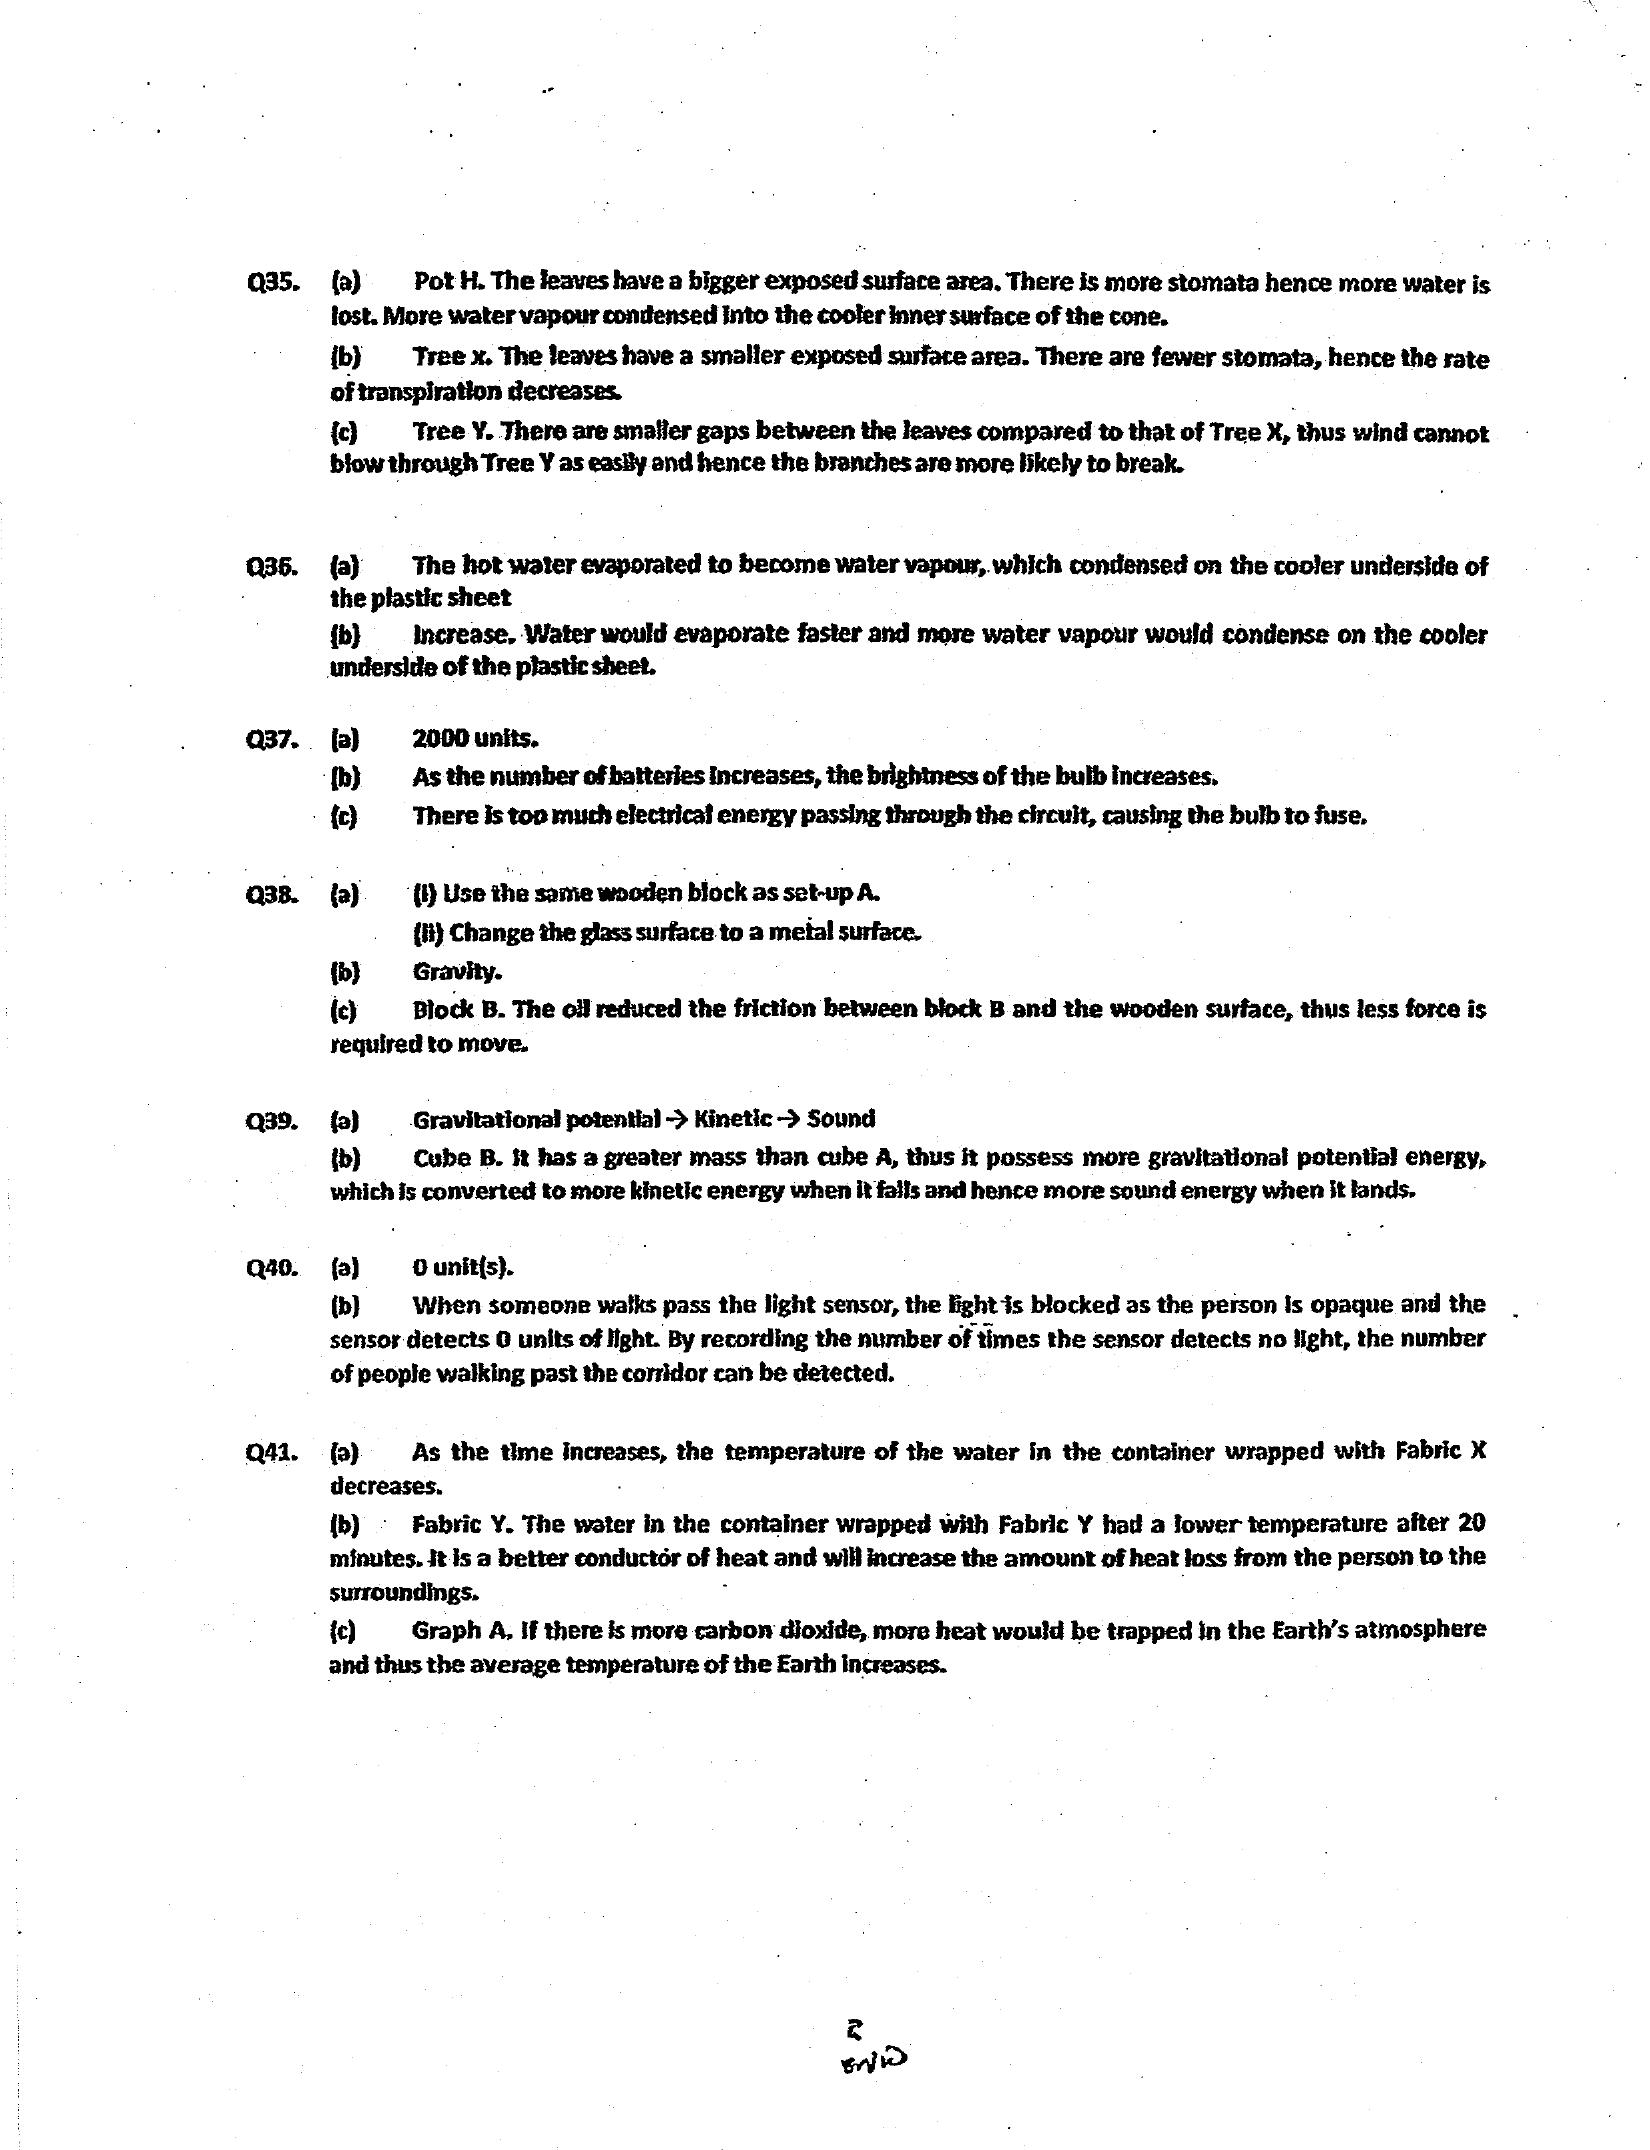 Q35. (a) Pot H. The leaves have a bigger exposed surface area. There is more stomata hence more water is
lost. More water vapour condensed into the cooler inner surface of the cone.
(b) Tree x. The leaves have a smaller exposed surface area. There are fewer stomata, hence the rate
of transpiration decreases.
(c) Tree Y. There are smaller gaps between the leaves compared to that of Tree X, thus wind cannot
blow through Tree Y as easily and hence the branches are more likely to break.
Q36. (a) The hot water evaporated to become water vapour, which condensed on the cooler underside of
the plastic sheet
(b) Increase. Water would evaporate faster and more water vapour would condense on the cooler
underside of the plastic sheet.
Q37. (a) 2000 units.
(b) As the number of batteries increases, the brightness of the bulb increases.
(c) There is too much electrical energy passing through the circuit, causing the bulb to fuse.
Q38. (a) (i) Use the same wooden block as set-up A.
(ii) Change the glass surface to a metal surface.
(b) Gravity.
(c) Block B. The oil reduced the friction between block B and the wooden surface, thus less force is
required to move.
Q39. (a) Gravitational potential → Kinetic → Sound
(b) Cube B. It has a greater mass than cube A, thus it possess more gravitational potential energy,
which is converted to more kinetic energy when it falls and hence more sound energy when it lands.
Q40. (a) 0 unit(s).
(b) When someone walks pass the light sensor, the light is blocked as the person is opaque and the
sensor detects 0 units of light. By recording the number of times the sensor detects no light, the number
of people walking past the corridor can be detected.
Q41. (a) As the time increases, the temperature of the water in the container wrapped with Fabric X
decreases.
(b) Fabric Y. The water in the container wrapped with Fabric Y had a lower temperature after 20
minutes. It is a better conductor of heat and will increase the amount of heat loss from the person to the
surroundings.
(c) Graph A. If there is more carbon dioxide, more heat would be trapped in the Earth's atmosphere
and thus the average temperature of the Earth increases.